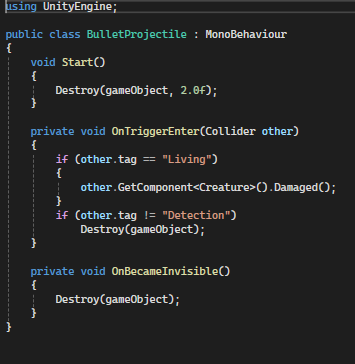 using UnityEngine;
public class BulletProjectile : MonoBehaviour
{
void Start()
{
Destroy(gameObject, 2.0f);
}
private void OnTriggerEnter(Collider other)
{
if (other.tag == "Living")
{
other.GetComponent<Creature>().Damaged();
}
if (other.tag != "Detection")
Destroy(gameObject);
}
private void OnBecameInvisible()
{
Destroy(gameObject);
}
}